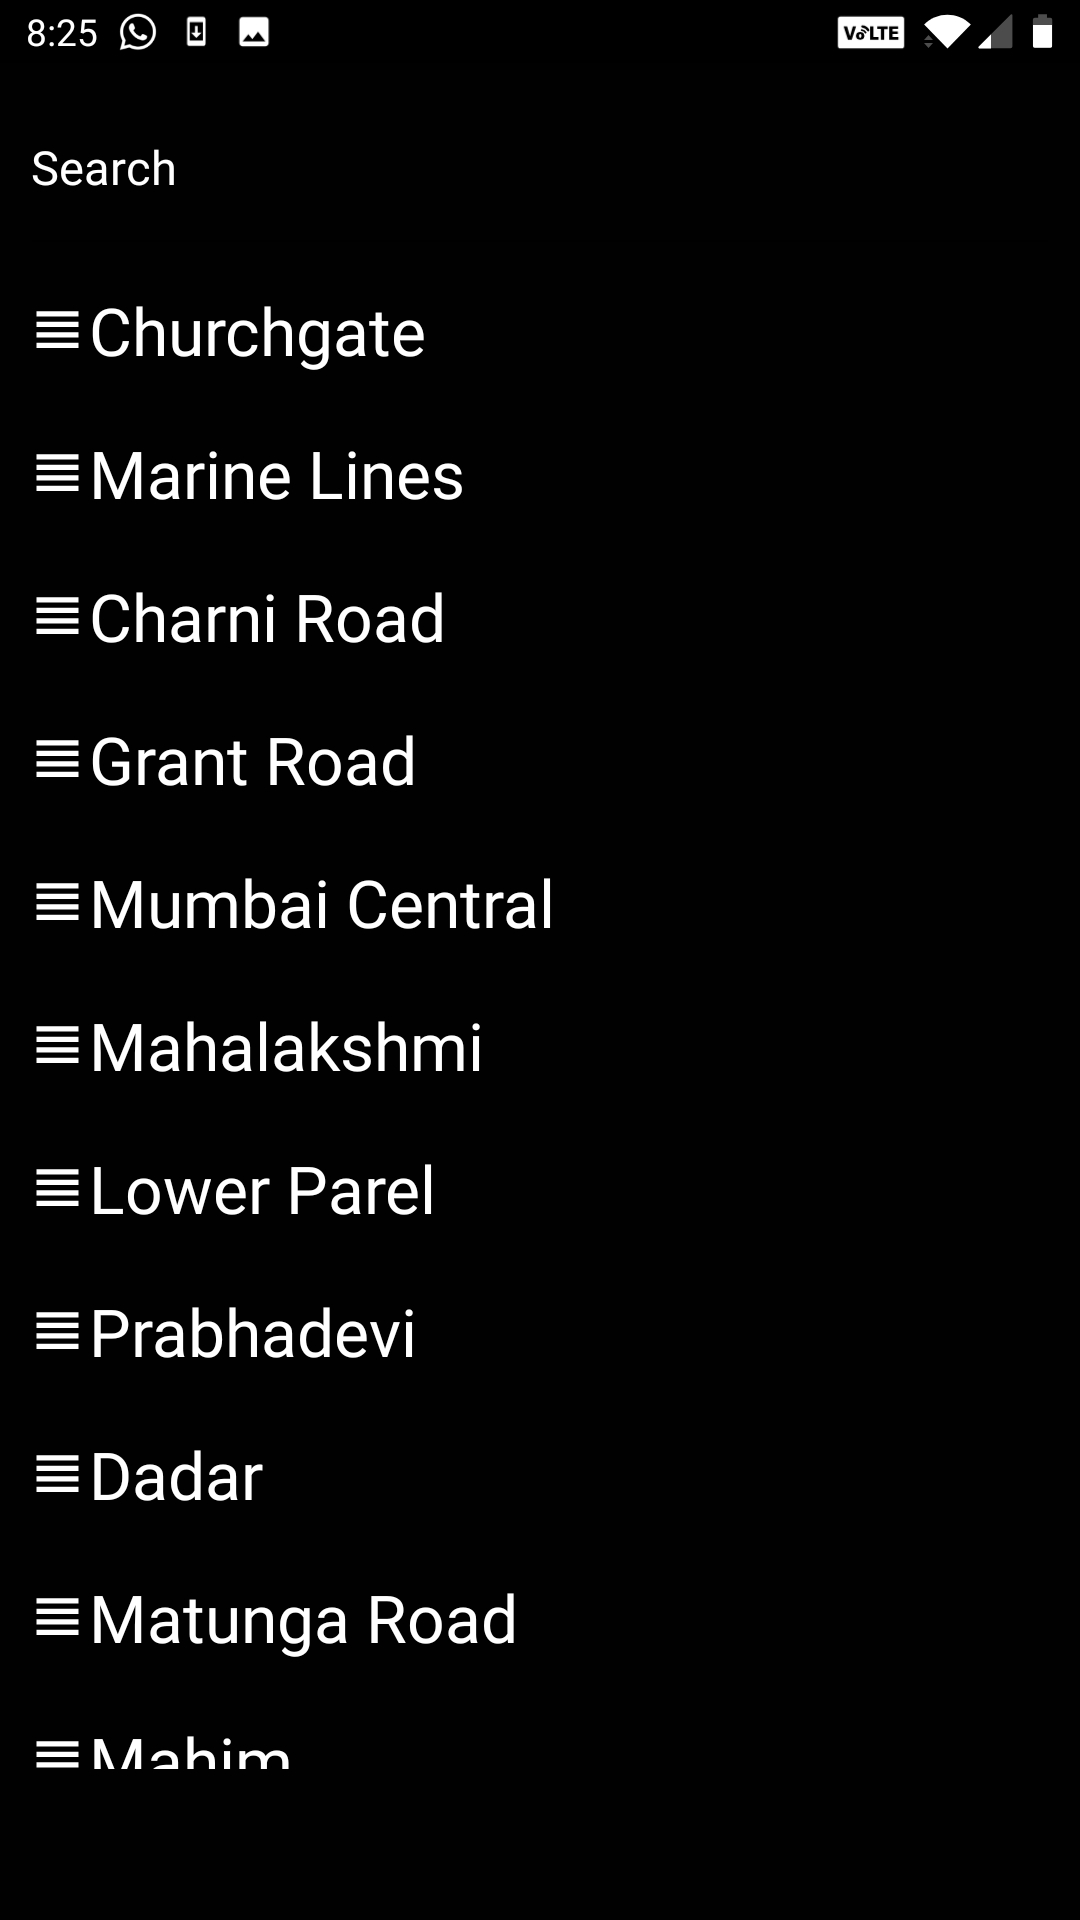 8:25 VoLTE
Search
Churchgate
Marine Lines
Charni Road
Grant Road
Mumbai Central
Mahalakshmi
Lower Parel
Prabhadevi
Dadar
Matunga Road
Mahim